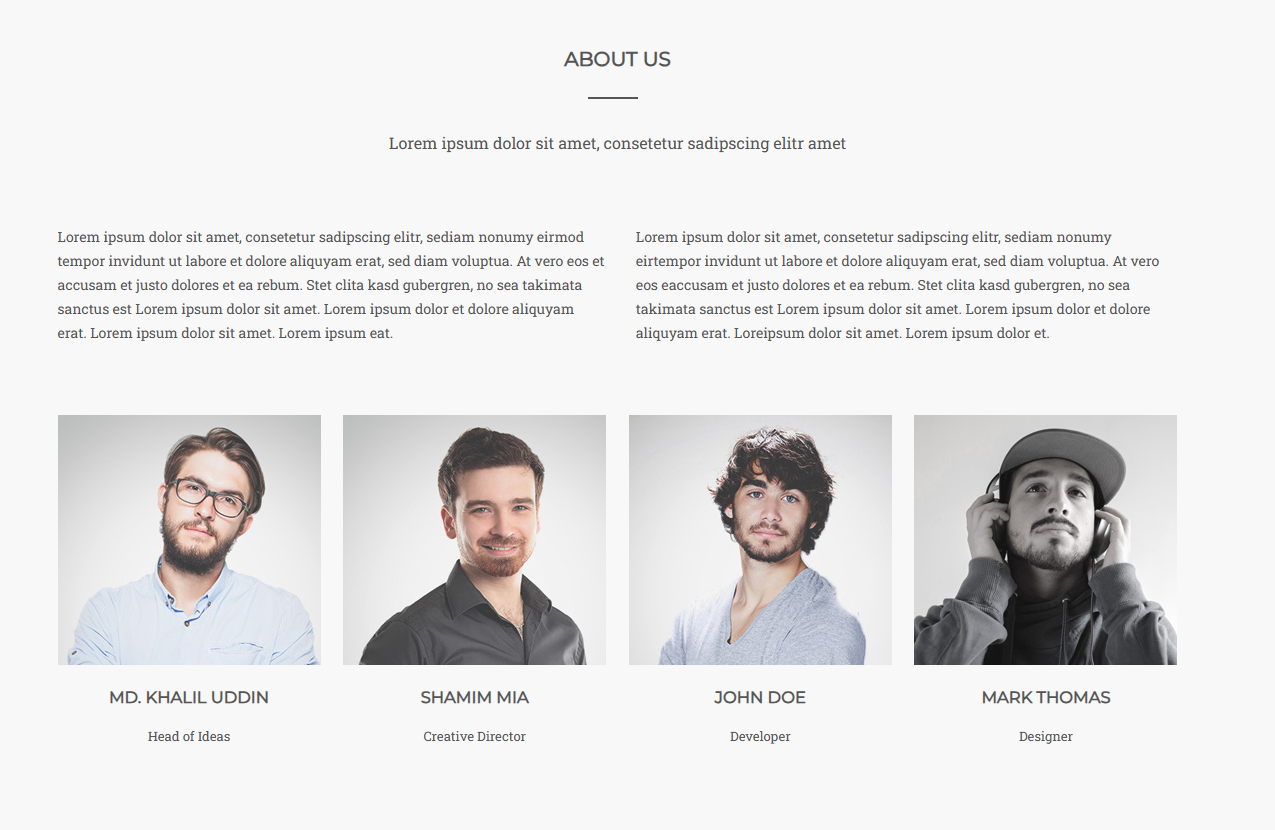 ABOUT US
Lorem ipsum dolor sit amet, consetetur sadipscing elitr amet
Lorem ipsum dolor sit amet, consetetur sadipscing elitr, sediam nonumy eirmod
tempor invidunt ut labore et dolore aliquyam erat, sed diam voluptua. At vero eos et
accusam et justo dolores et ea rebum. Stet clita kasd gubergren, no sea takimata
sanctus est Lorem ipsum dolor sit amet. Lorem ipsum dolor et dolore aliquyam
erat. Lorem ipsum dolor sit amet. Lorem ipsum eat.
Lorem ipsum dolor sit amet, consetetur sadipscing elitr, sediam nonumy
eirtempor invidunt ut labore et dolore aliquyam erat, sed diam voluptua. At vero
eos eaccusam et justo dolores et ea rebum. Stet clita kasd gubergren, no sea
takimata sanctus est Lorem ipsum dolor sit amet. Lorem ipsum dolor et dolore
aliquyam erat. Loreipsum dolor sit amet. Lorem ipsum dolor et.
MD. KHALIL UDDIN
Head of Ideas
SHAMIM MIA
Creative Director
JOHN DOE
Developer
MARK THOMAS
Designer